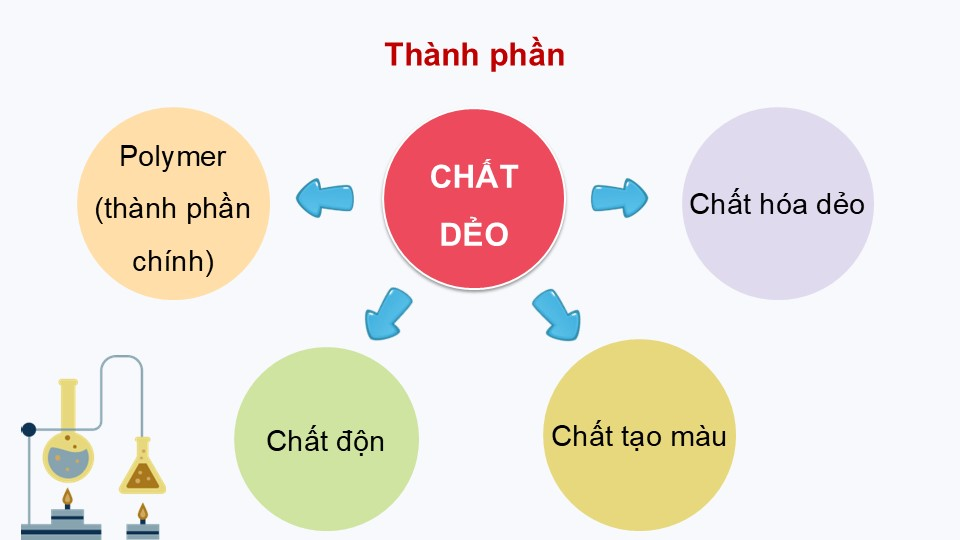 Thành phần
Polymer
(thành phần
chính)
CHẤT
DẺO
Chất hóa dẻo
Chất độn
Chất tạo màu